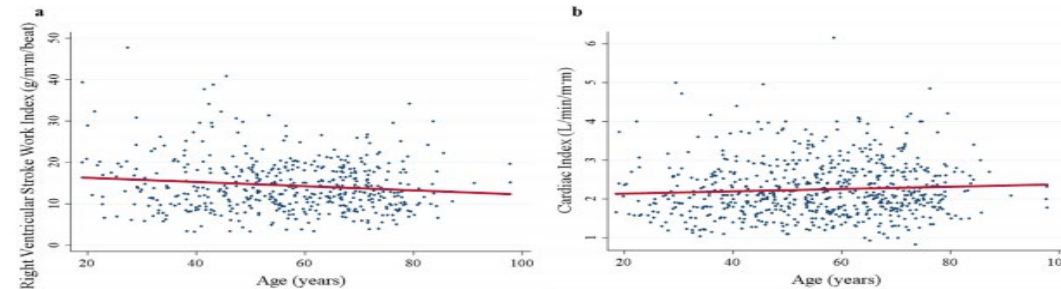 a
Right Ventricular Stroke Work Index (g/m·m/beat)
50
40
30
20
10
0
20 40 60 80 100
Age (years)
b
Cardiac Index (L/min/m·m)
6
5
4
3
2
1
20 40 60 80 100
Age (years)